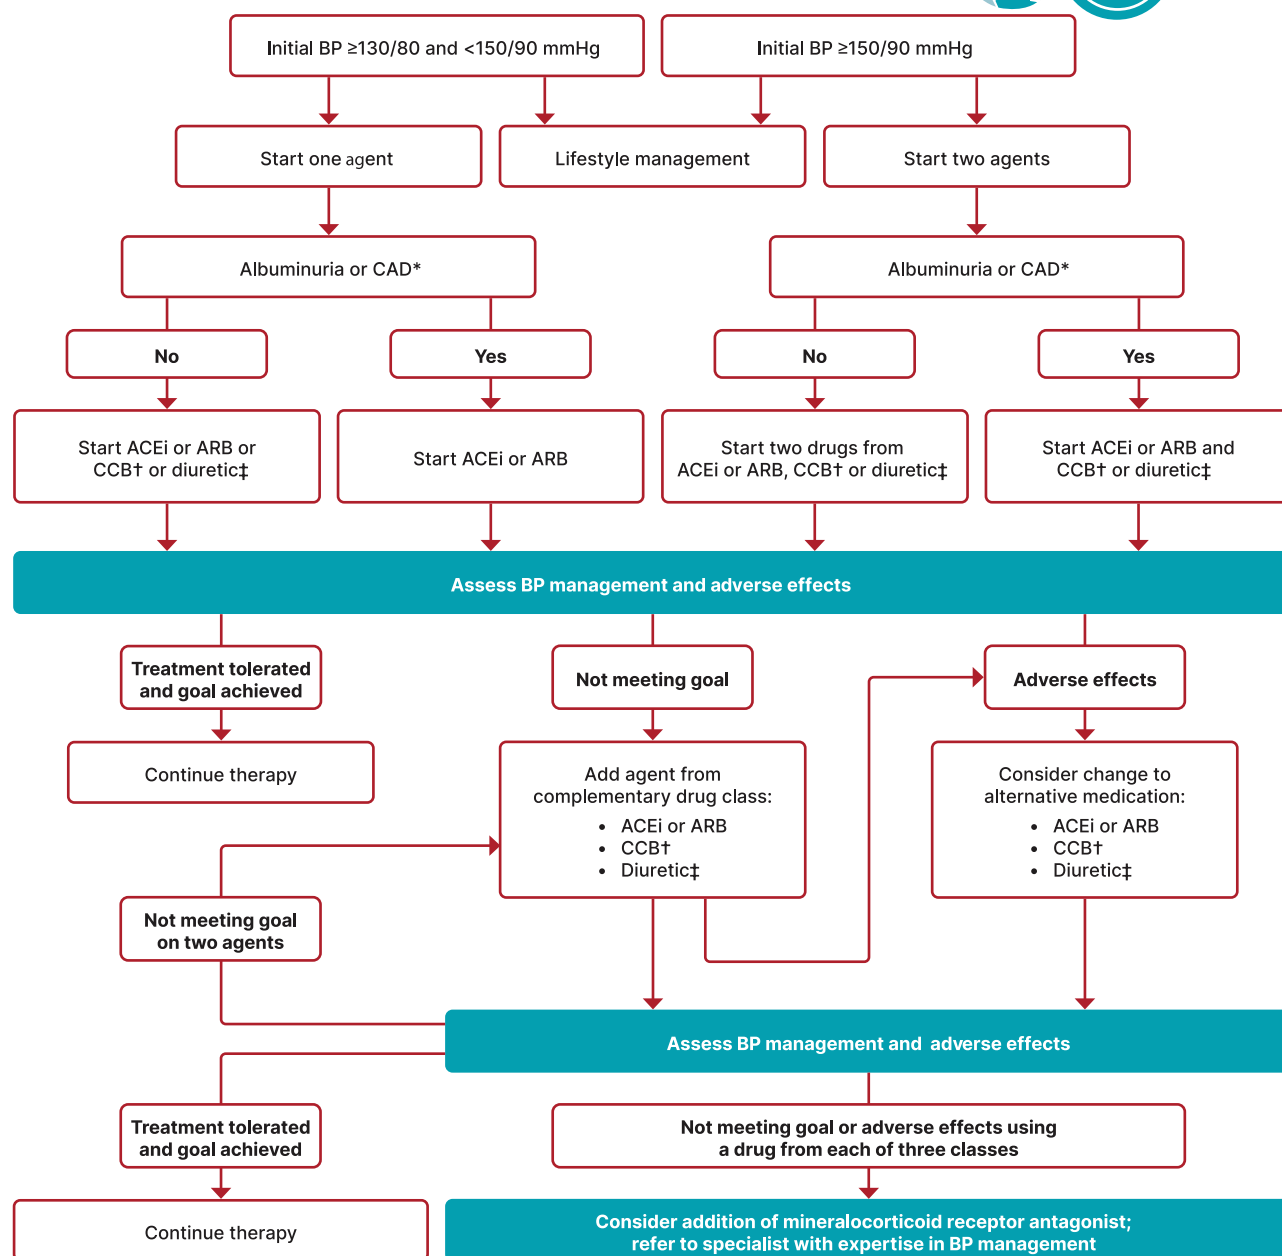 Initial BP ≥130/80 and <150/90 mmHg
Initial BP ≥150/90 mmHg
Start one agent
Lifestyle management
Start two agents
Albuminuria or CAD*
Albuminuria or CAD*
No
Yes
No
Yes
Start ACEi or ARB or
CCB† or diuretic‡
Start ACEi or ARB
Start two drugs from
ACEi or ARB, CCB† or diuretic‡
Start ACEi or ARB and
CCB† or diuretic‡
Assess BP management and adverse effects
Treatment tolerated
and goal achieved
Not meeting goal
Adverse effects
Continue therapy
Add agent from
complementary drug class:
• ACEi or ARB
• CCB†
• Diuretic‡
Consider change to
alternative medication:
• ACEi or ARB
• CCB†
• Diuretic‡
Not meeting goal
on two agents
Assess BP management and adverse effects
Treatment tolerated
and goal achieved
Not meeting goal or adverse effects using
a drug from each of three classes
Continue therapy
Consider addition of mineralocorticoid receptor antagonist;
refer to specialist with expertise in BP management